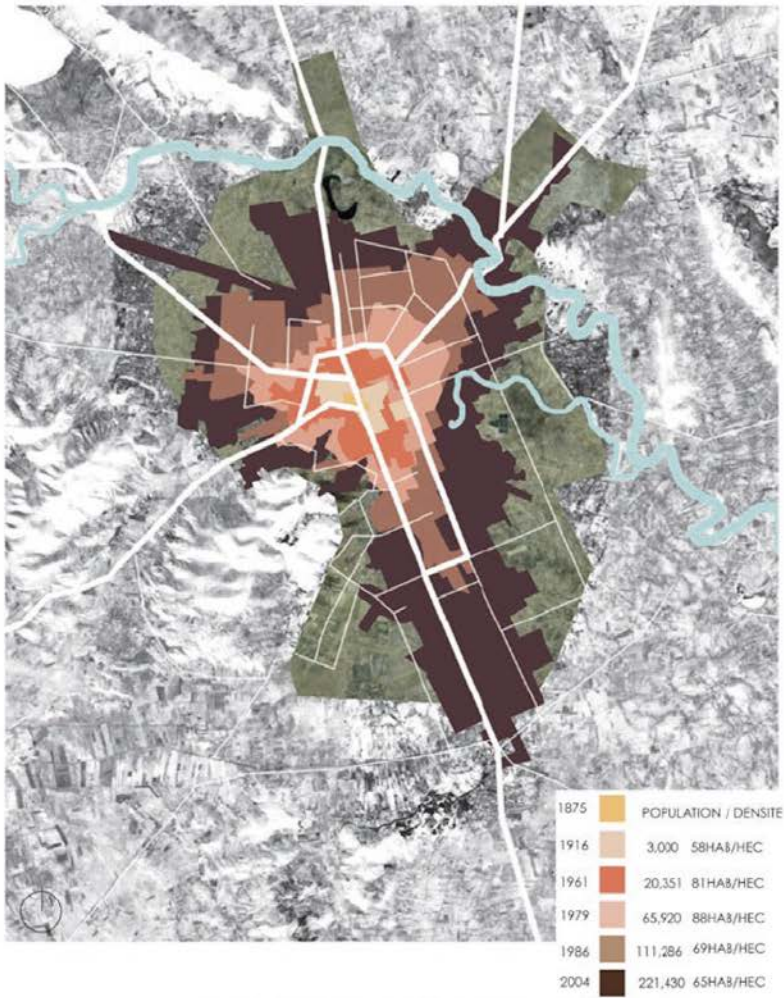 1875 POPULATION / DENSITE
1916 3,000 58HAB/HEC
1961 20,351 81HAB/HEC
1979 65,920 88HAB/HEC
1986 111,286 69HAB/HEC
2004 221,430 65HAB/HEC